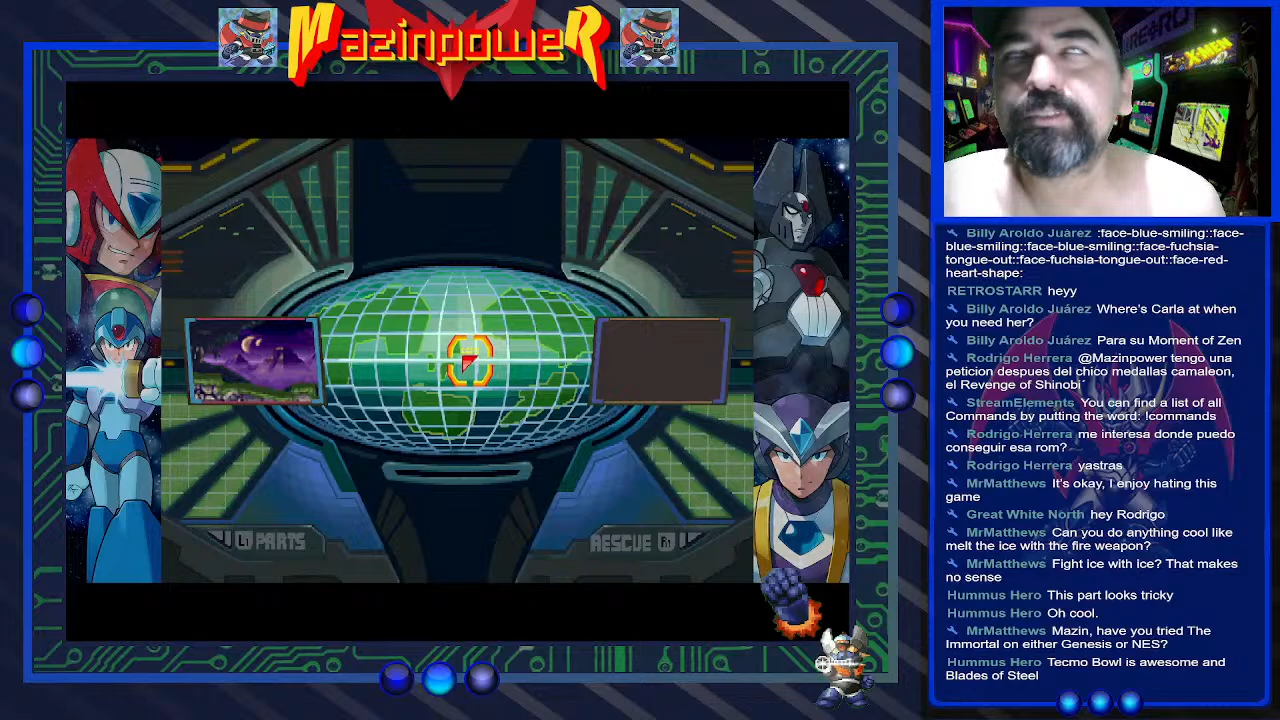 MazinpoweR
X-MEN
L1 PARTS
RESCUE R1
Billy Aroldo Juárez :face-blue-smiling::face-
blue-smiling::face-blue-smiling::face-fuchsia-
tongue-out::face-fuchsia-tongue-out::face-red-
heart-shape:
RETROSTARR heyy
Billy Aroldo Juárez Where's Carla at when
you need her?
Billy Aroldo Juárez Para su Moment of Zen
Rodrigo Herrera @Mazinpower tengo una
peticion despues del chico medallas camaleon,
el Revenge of Shinobi´
StreamElements You can find a list of all
Commands by putting the word: !commands
Rodrigo Herrera me interesa donde puedo
conseguir esa rom?
Rodrigo Herrera yastras
MrMatthews It's okay, I enjoy hating this
game
Great White North hey Rodrigo
MrMatthews Can you do anything cool like
melt the ice with the fire weapon?
MrMatthews Fight ice with ice? That makes
no sense
Hummus Hero This part looks tricky
Hummus Hero Oh cool.
MrMatthews Mazin, have you tried The
Immortal on either Genesis or NES?
Hummus Hero Tecmo Bowl is awesome and
Blades of Steel